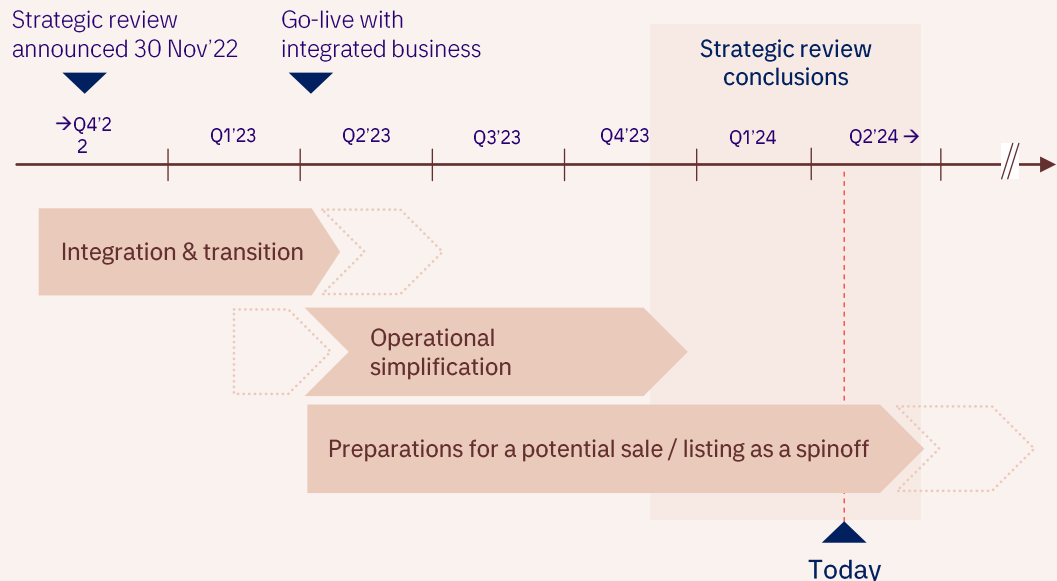 Strategic review
announced 30 Nov’22
Go-live with
integrated business
Strategic review
conclusions
→Q4’2
2
Q1’23
Q2’23
Q3’23
Q4’23
Q1’24
Q2’24 →
Integration & transition
Operational
simplification
Preparations for a potential sale / listing as a spinoff
Today